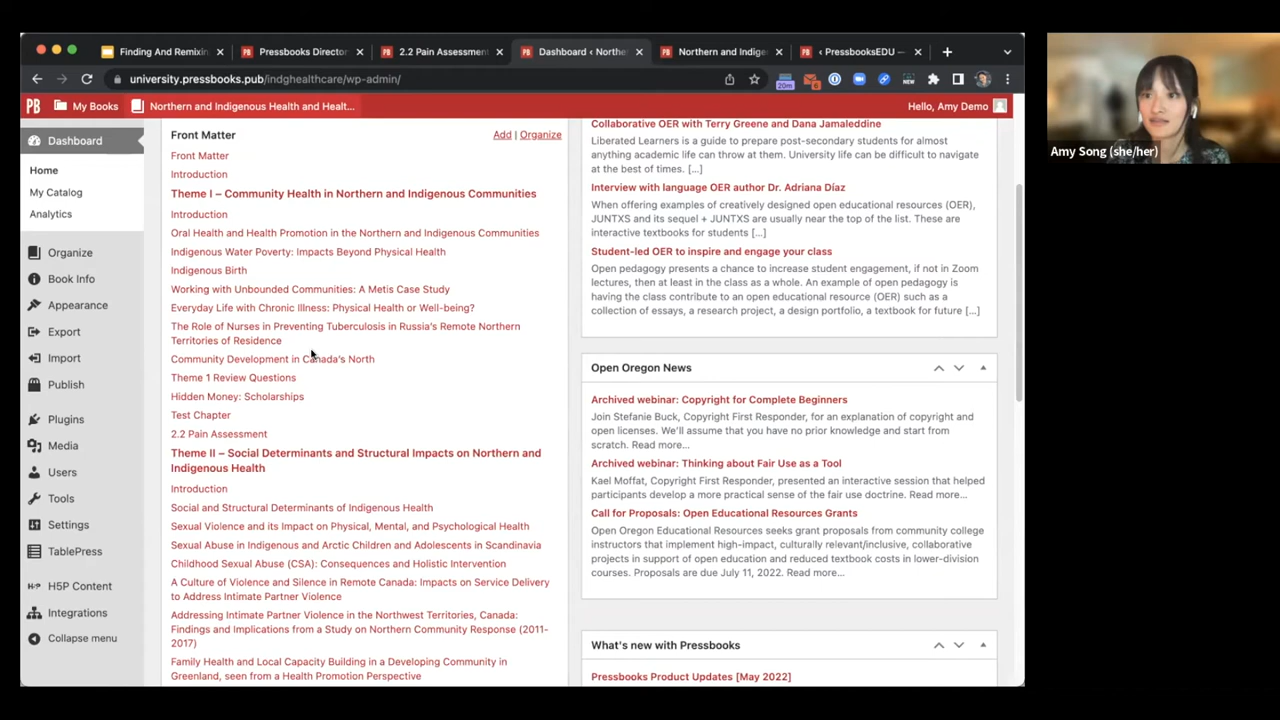 Finding And Remixin
Pressbooks Director
2.2 Pain Assessment
Dashboard ‹ Northe
Northern and Indige
‹ PressbooksEDU —
university.pressbooks.pub/indghealthcare/wp-admin/
20m
6
NEW
PB
My Books
Northern and Indigenous Health and Healt...
Hello, Amy Demo
Dashboard
Home
My Catalog
Analytics
Organize
Book Info
Appearance
Export
Import
Publish
Plugins
Media
Users
Tools
Settings
TablePress
H5P Content
Integrations
Collapse menu
Front Matter
Add | Organize
Front Matter
Introduction
Theme I – Community Health in Northern and Indigenous Communities
Introduction
Oral Health and Health Promotion in the Northern and Indigenous Communities
Indigenous Water Poverty: Impacts Beyond Physical Health
Indigenous Birth
Working with Unbounded Communities: A Metis Case Study
Everyday Life with Chronic Illness: Physical Health or Well-being?
The Role of Nurses in Preventing Tuberculosis in Russia's Remote Northern
Territories of Residence
Community Development in Canada's North
Theme 1 Review Questions
Hidden Money: Scholarships
Test Chapter
2.2 Pain Assessment
Theme II – Social Determinants and Structural Impacts on Northern and
Indigenous Health
Introduction
Social and Structural Determinants of Indigenous Health
Sexual Violence and its Impact on Physical, Mental, and Psychological Health
Sexual Abuse in Indigenous and Arctic Children and Adolescents in Scandinavia
Childhood Sexual Abuse (CSA): Consequences and Holistic Intervention
A Culture of Violence and Silence in Remote Canada: Impacts on Service Delivery
to Address Intimate Partner Violence
Addressing Intimate Partner Violence in the Northwest Territories, Canada:
Findings and Implications from a Study on Northern Community Response (2011-
2017)
Family Health and Local Capacity Building in a Developing Community in
Greenland, seen from a Health Promotion Perspective
Collaborative OER with Terry Greene and Dana Jamaleddine
Liberated Learners is a guide to prepare post-secondary students for almost
anything academic life can throw at them. University life can be difficult to navigate
at the best of times. [...]
Interview with language OER author Dr. Adriana Díaz
When offering examples of creatively designed open educational resources (OER),
JUNTXS and its sequel + JUNTXS are usually near the top of the list. These are
interactive textbooks for students [...]
Student-led OER to inspire and engage your class
Open pedagogy presents a chance to increase student engagement, if not in Zoom
lectures, then at least in the class as a whole. An example of open pedagogy is
having the class contribute to an open educational resource (OER) such as a
collection of essays, a research project, a design portfolio, a textbook for future [...]
Open Oregon News
Archived webinar: Copyright for Complete Beginners
Join Stefanie Buck, Copyright First Responder, for an explanation of copyright and
open licenses. We'll assume that you have no prior knowledge and start from
scratch. Read more...
Archived webinar: Thinking about Fair Use as a Tool
Kael Moffat, Copyright First Responder, presented an interactive session that helped
participants develop a more practical sense of the fair use doctrine. Read more...
Call for Proposals: Open Educational Resources Grants
Open Oregon Educational Resources seeks grant proposals from community college
instructors that implement high-impact, culturally relevant/inclusive, collaborative
projects in support of open education and reduced textbook costs in lower-division
courses. Proposals are due July 11, 2022. Read more...
What's new with Pressbooks
Pressbooks Product Updates [May 2022]
Amy Song (she/her)